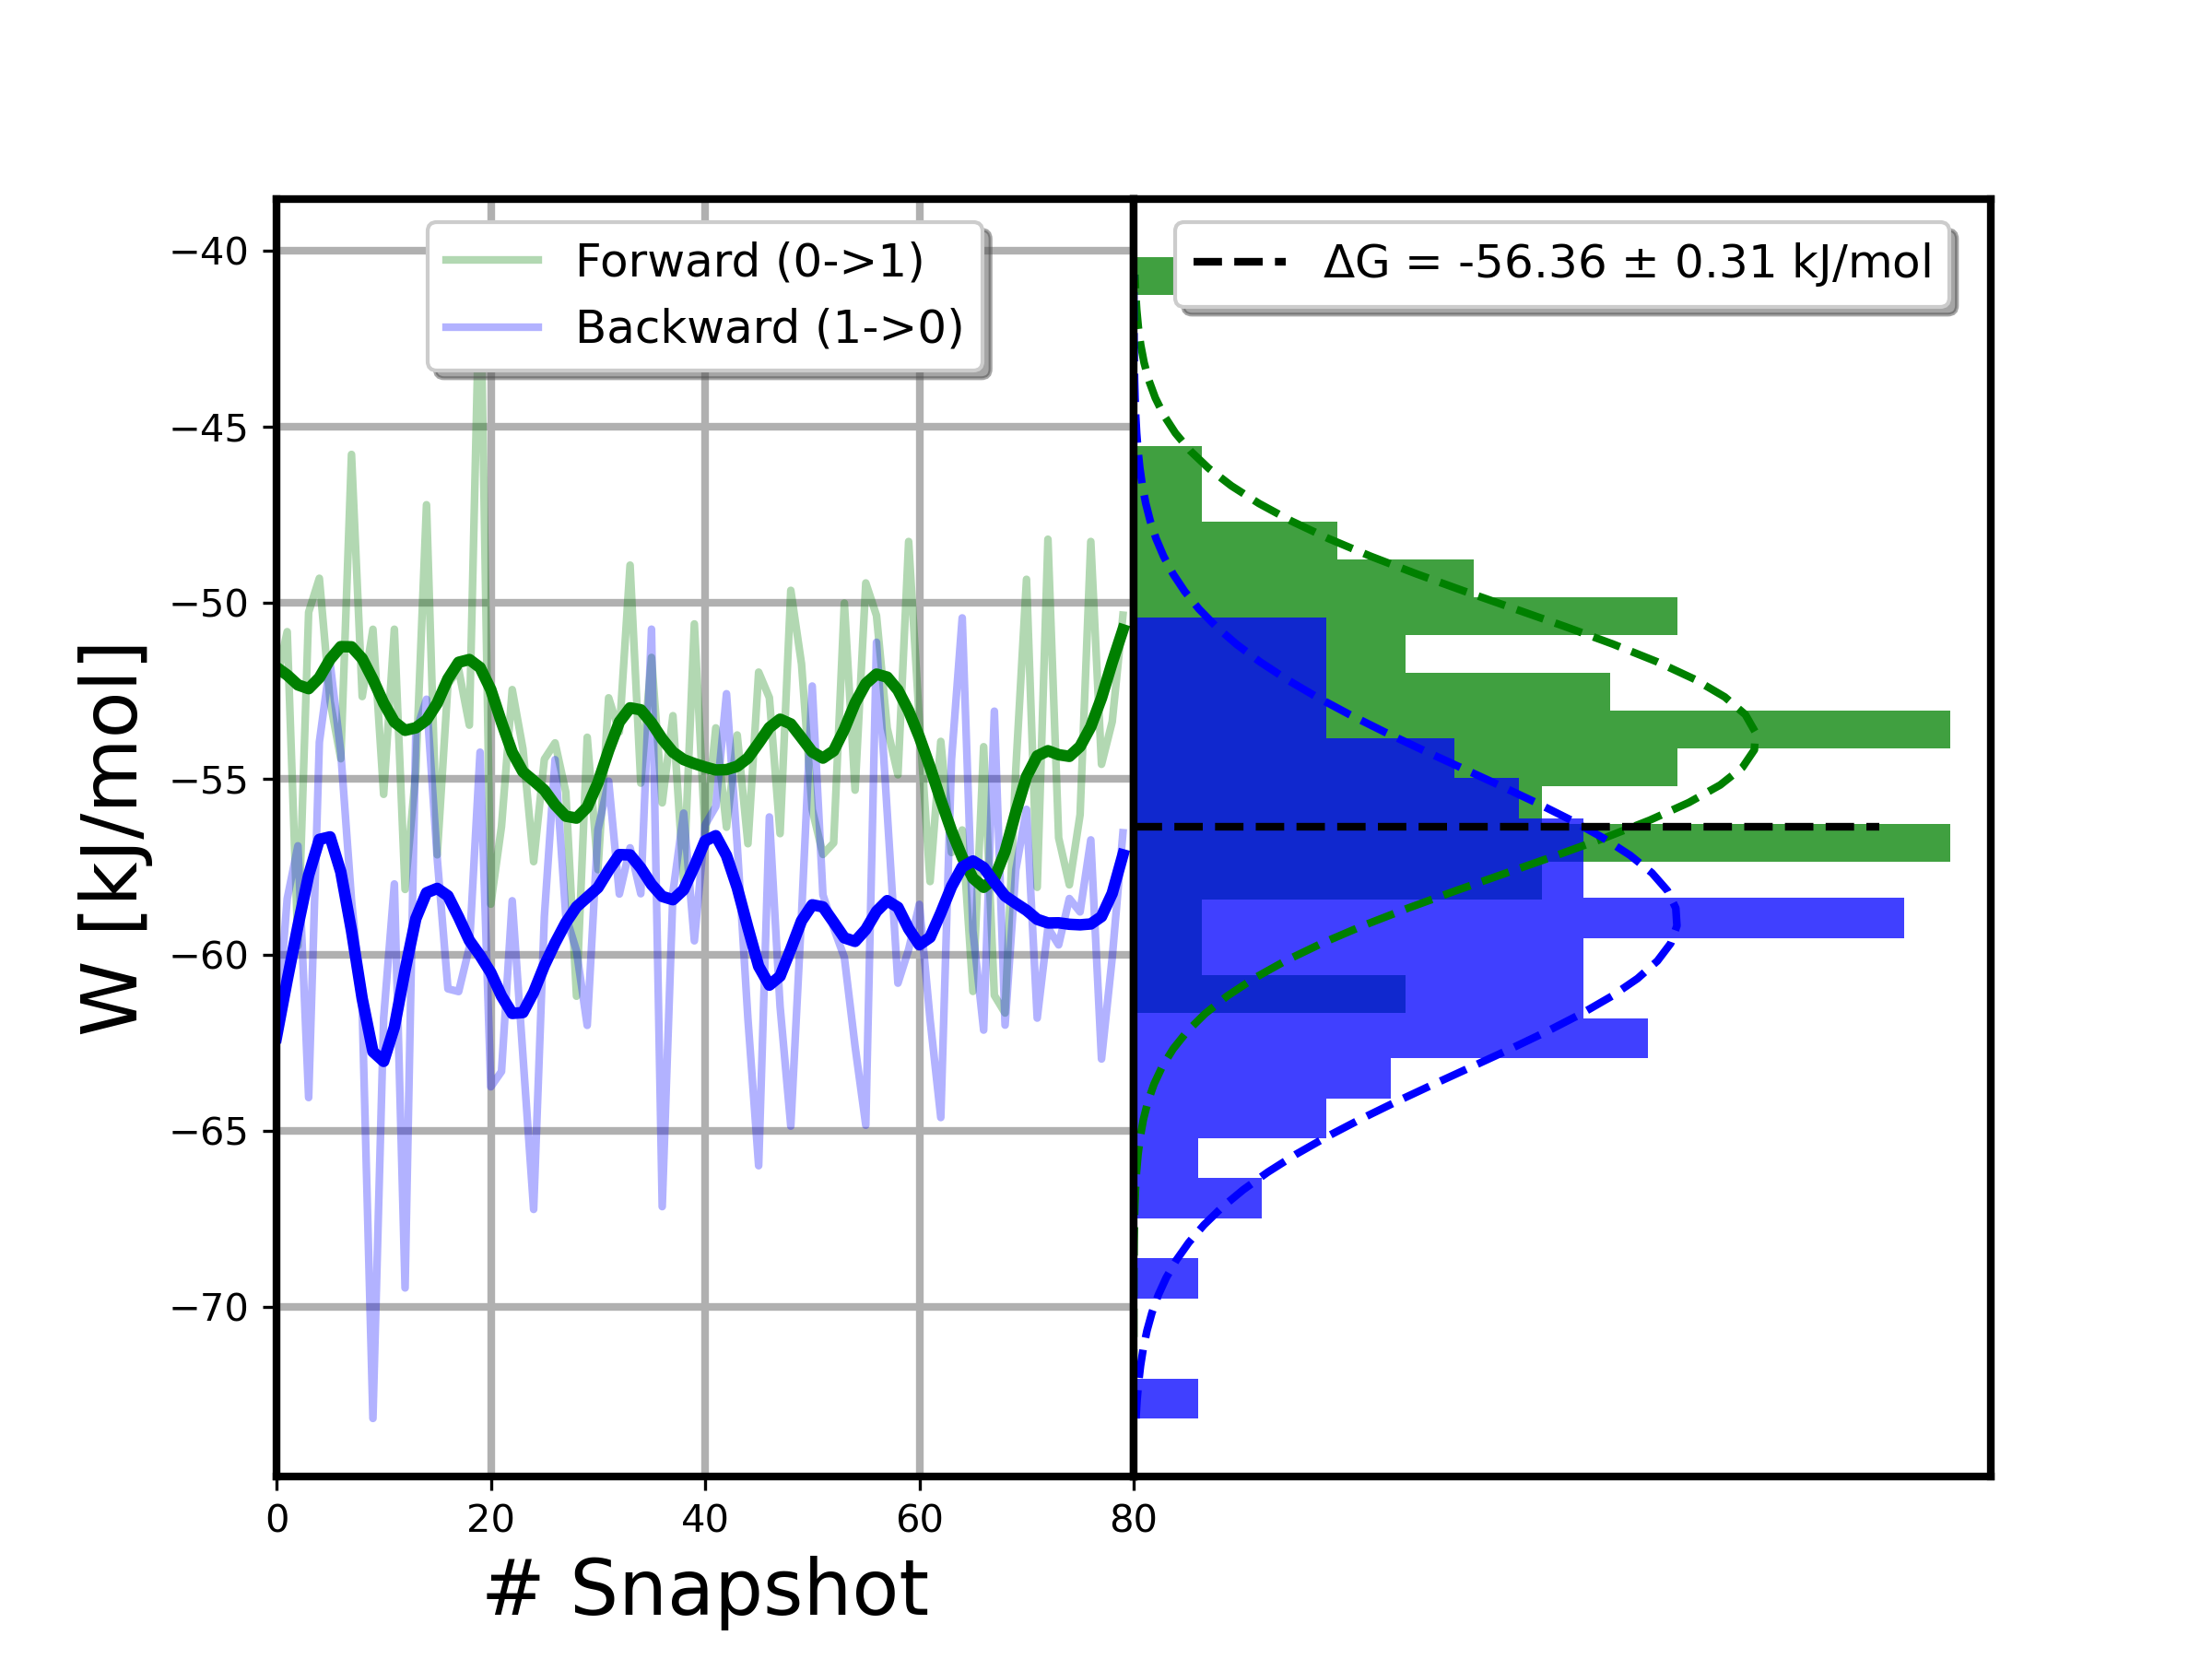 Forward (0->1)
Backward (1->0)
ΔG = -56.36 ± 0.31 kJ/mol
W [kJ/mol]
−40
−45
−50
−55
−60
−65
−70
0 20 40 60 80
# Snapshot